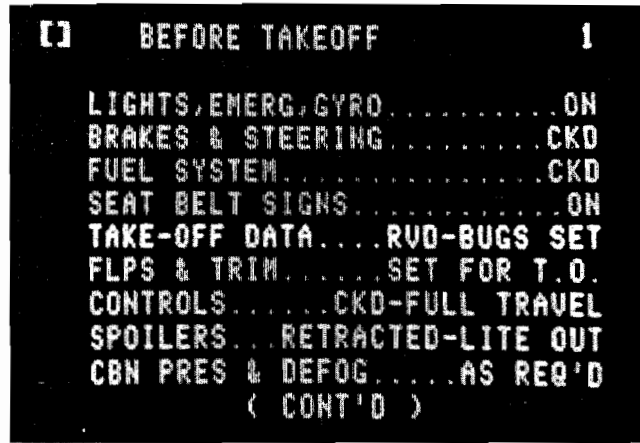 [] BEFORE TAKEOFF 1
LIGHTS,EMERG,GYRO...........ON
BRAKES & STEERING..........CKD
FUEL SYSTEM................CKD
SEAT BELT SIGNS.............ON
TAKE-OFF DATA....RVD-BUGS SET
FLPS & TRIM......SET FOR T.O.
CONTROLS......CKD-FULL TRAVEL
SPOILERS...RETRACTED-LITE OUT
CBN PRES & DEFOG.....AS REQ'D
( CONT'D )